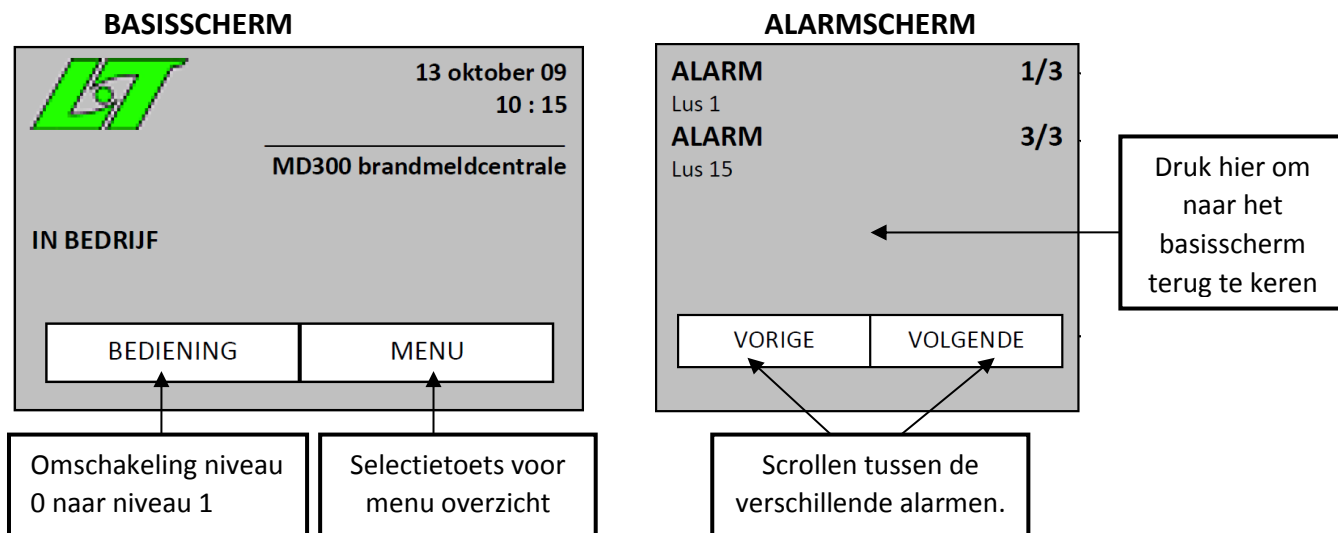 BASISSCHERM
13 oktober 09
10 : 15
MD300 brandmeldcentrale
IN BEDRIJF
BEDIENING
MENU
Omschakeling niveau
0 naar niveau 1
Selectietoets voor
menu overzicht
ALARMSCHERM
ALARM 1/3
Lus 1
ALARM 3/3
Lus 15
VORIGE
VOLGENDE
Scrollen tussen de
verschillende alarmen.
Druk hier om
naar het
basisscherm
terug te keren